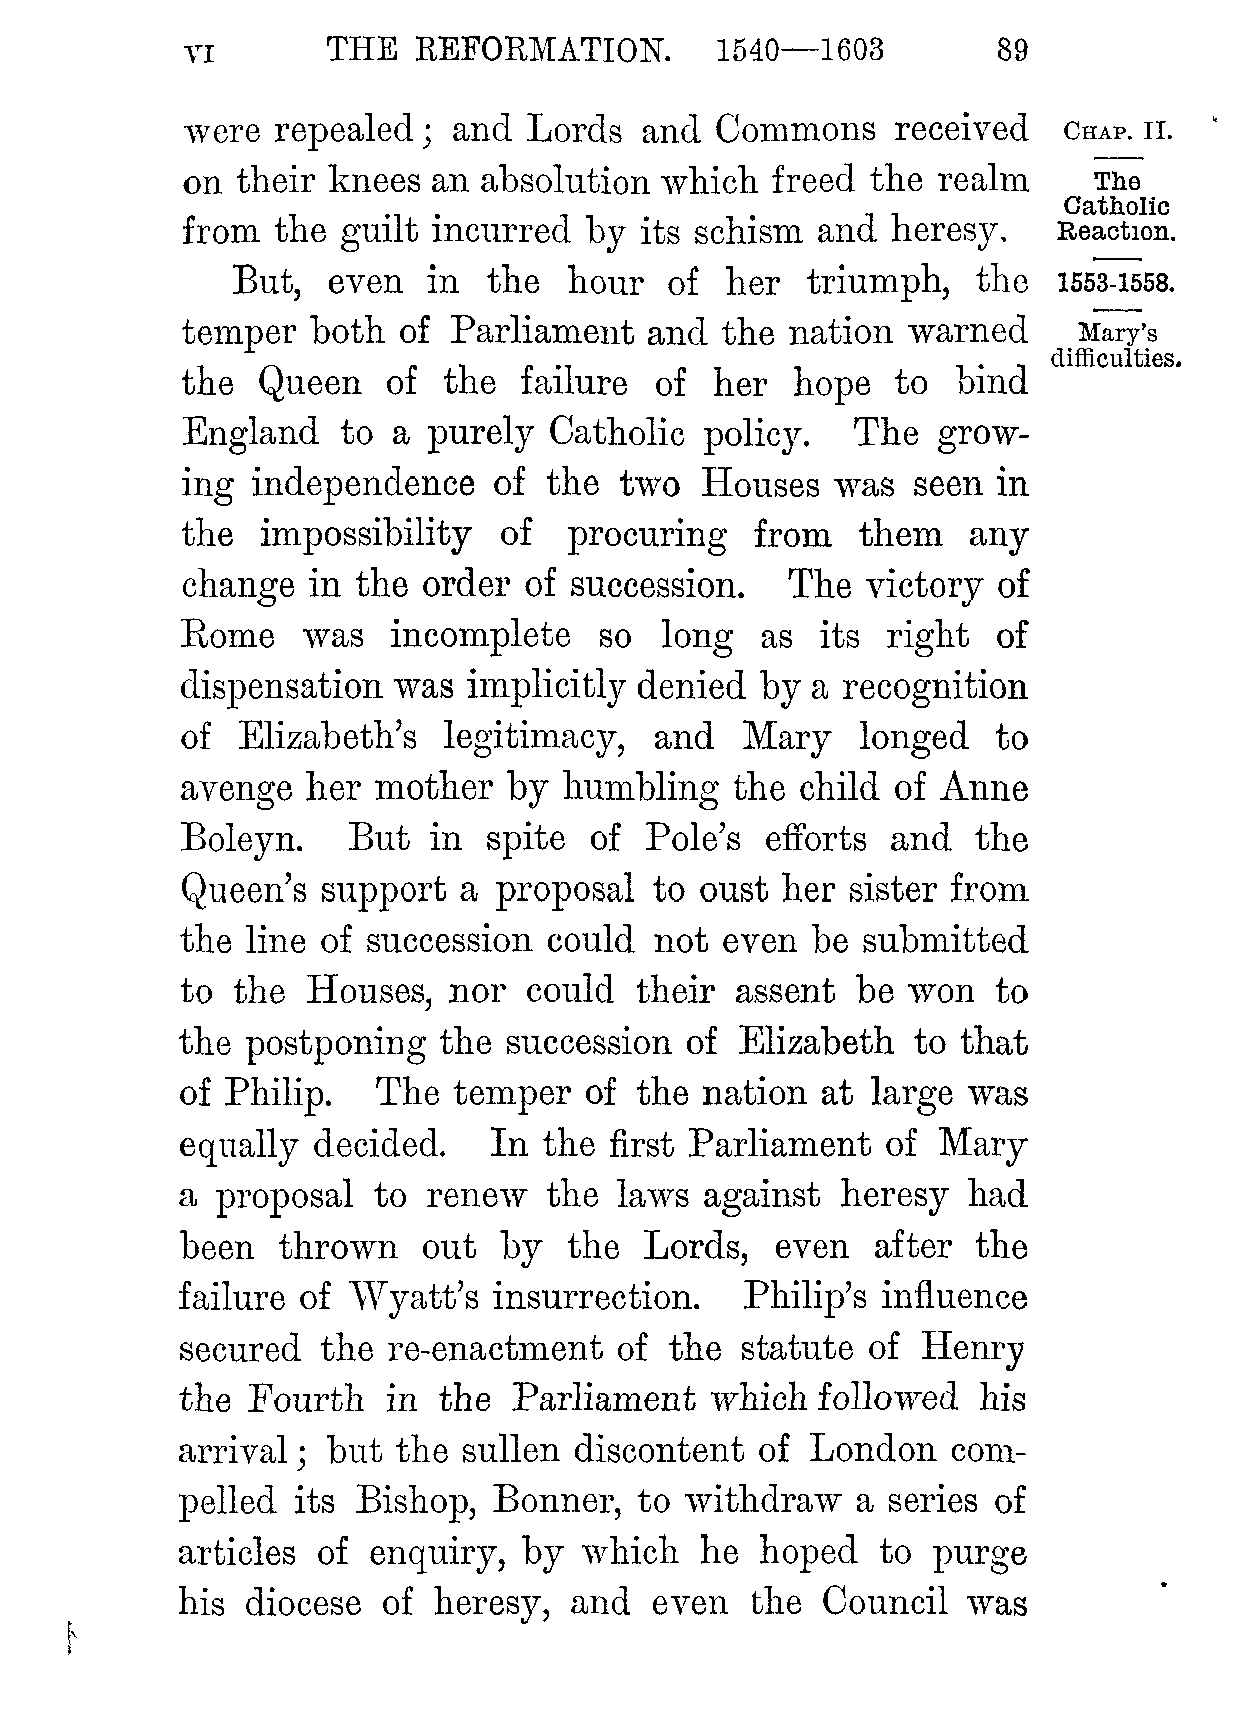 VI THE REFORMATION. 1540—1603 89
were repealed; and Lords and Commons received
on their knees an absolution which freed the realm
from the guilt incurred by its schism and heresy.
But, even in the hour of her triumph, the
temper both of Parliament and the nation warned
the Queen of the failure of her hope to bind
England to a purely Catholic policy. The grow-
ing independence of the two Houses was seen in
the impossibility of procuring from them any
change in the order of succession. The victory of
Rome was incomplete so long as its right of
dispensation was implicitly denied by a recognition
of Elizabeth's legitimacy, and Mary longed to
avenge her mother by humbling the child of Anne
Boleyn. But in spite of Pole's efforts and the
Queen's support a proposal to oust her sister from
the line of succession could not even be submitted
to the Houses, nor could their assent be won to
the postponing the succession of Elizabeth to that
of Philip. The temper of the nation at large was
equally decided. In the first Parliament of Mary
a proposal to renew the laws against heresy had
been thrown out by the Lords, even after the
failure of Wyatt's insurrection. Philip's influence
secured the re-enactment of the statute of Henry
the Fourth in the Parliament which followed his
arrival; but the sullen discontent of London com-
pelled its Bishop, Bonner, to withdraw a series of
articles of enquiry, by which he hoped to purge
his diocese of heresy, and even the Council was
CHAP. II.
The
Catholic
Reaction.
1553-1558.
Mary's
difficulties.